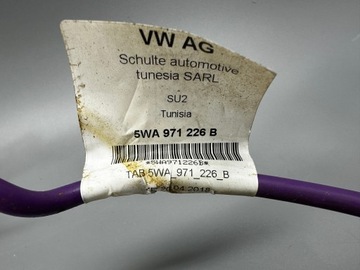 VW AG
Schulte automotive
tunesia SARL
SU2
Tunisia
5WA 971 226 B
*5WA971226B*
TAB 5WA_971_226_B